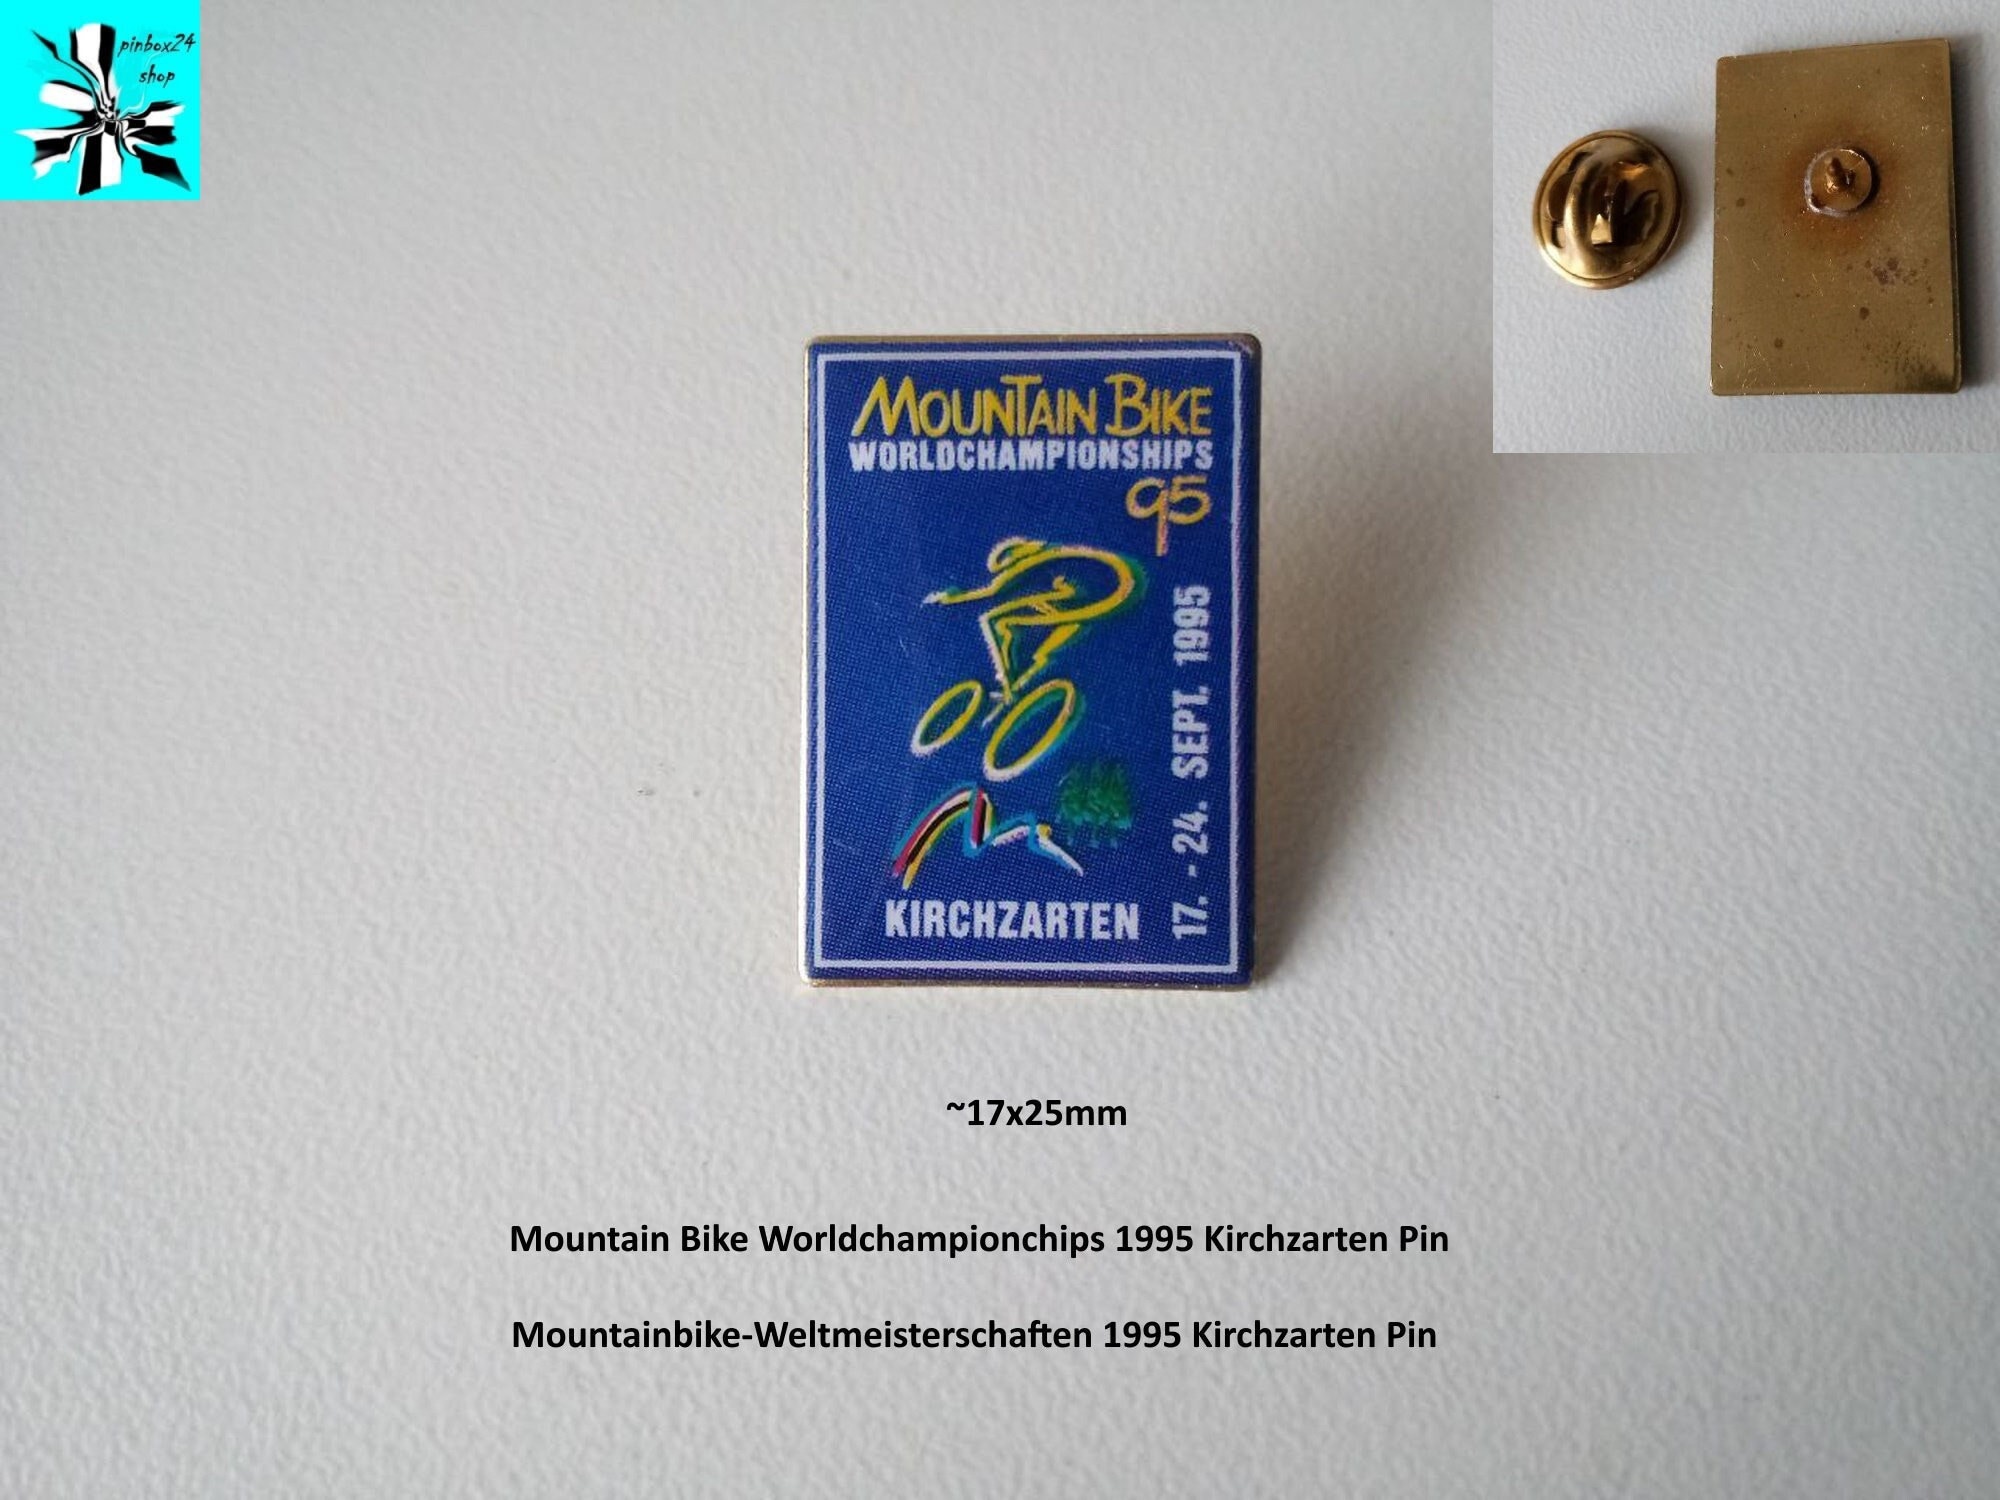 pinbox24
shop
MOUNTAIN BIKE
WORLDCHAMPIONSHIPS
95
17. - 24. SEPT. 1995
KIRCHZARTEN
~17x25mm
Mountain Bike Worldchampionchips 1995 Kirchzarten Pin
Mountainbike-Weltmeisterschaften 1995 Kirchzarten Pin